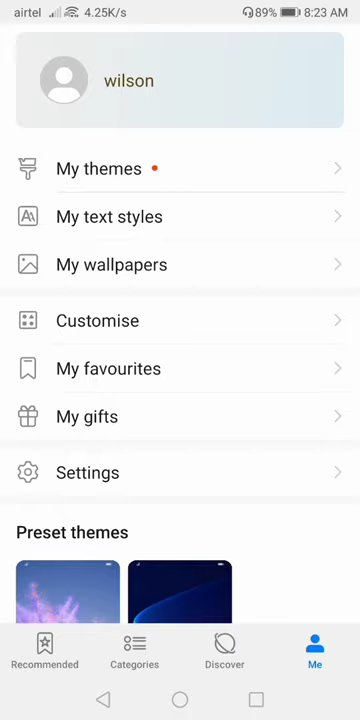 airtel 4.25K/s 89% 8:23 AM
wilson
My themes
My text styles
My wallpapers
Customise
My favourites
My gifts
Settings
Preset themes
Recommended Categories Discover Me